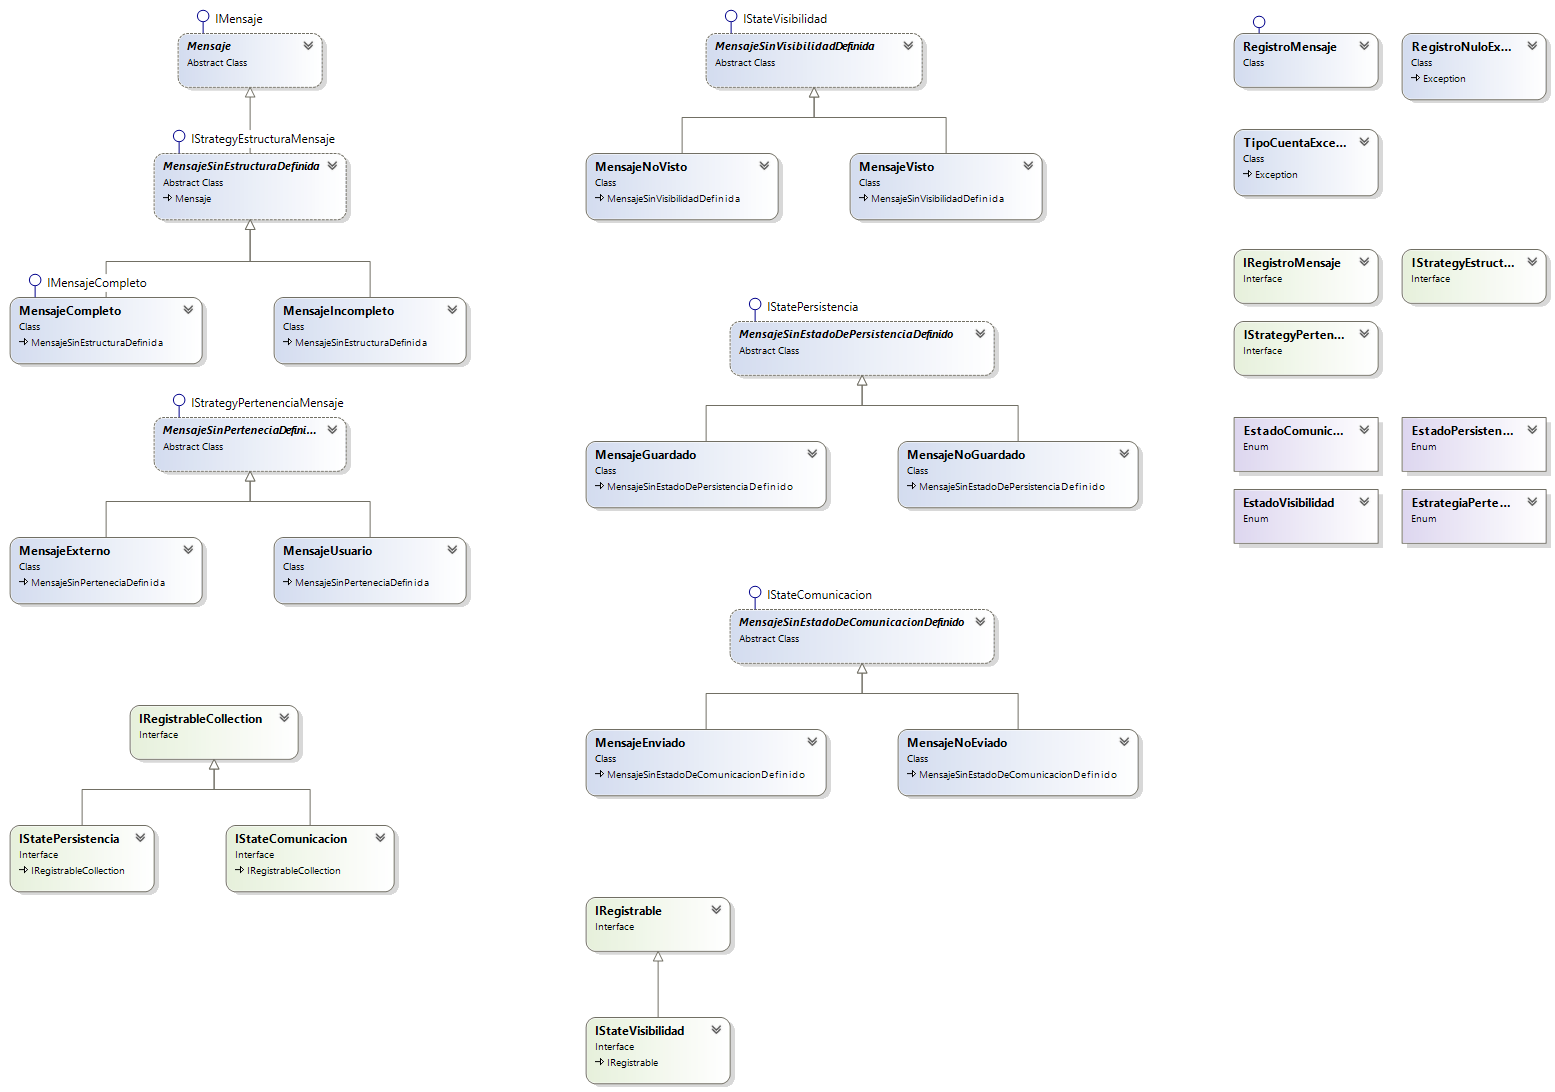 IMensaje
Mensaje
Abstract Class
IStrategyEstructuraMensaje
MensajeSinEstructuraDefinida
Abstract Class
Mensaje
IMensajeCompleto
MensajeCompleto
Class
MensajeSinEstructuraDefinida
MensajeIncompleto
Class
MensajeSinEstructuraDefinida
IStrategyPertenenciaMensaje
MensajeSinPerteneciaDefini...
Abstract Class
MensajeExterno
Class
MensajeSinPerteneciaDefinida
MensajeUsuario
Class
MensajeSinPerteneciaDefinida
IRegistrableCollection
Interface
IStatePersistencia
Interface
IRegistrableCollection
IStateComunicacion
Interface
IRegistrableCollection
IStateVisibilidad
MensajeSinVisibilidadDefinida
Abstract Class
MensajeNoVisto
Class
MensajeSinVisibilidadDefinida
MensajeVisto
Class
MensajeSinVisibilidadDefinida
IStatePersistencia
MensajeSinEstadoDePersistenciaDefinido
Abstract Class
MensajeGuardado
Class
MensajeSinEstadoDePersistenciaDefinido
MensajeNoGuardado
Class
MensajeSinEstadoDePersistenciaDefinido
IStateComunicacion
MensajeSinEstadoDeComunicacionDefinido
Abstract Class
MensajeEnviado
Class
MensajeSinEstadoDeComunicacionDefinido
MensajeNoEviado
Class
MensajeSinEstadoDeComunicacionDefinido
IRegistrable
Interface
IStateVisibilidad
Interface
IRegistrable
RegistroMensaje
Class
RegistroNuloEx...
Class
Exception
TipoCuentaExce...
Class
Exception
IRegistroMensaje
Interface
IStrategyEstruct...
Interface
IStrategyPerten...
Interface
EstadoComunic...
Enum
EstadoPersisten...
Enum
EstadoVisibilidad
Enum
EstrategiaPerte...
Enum